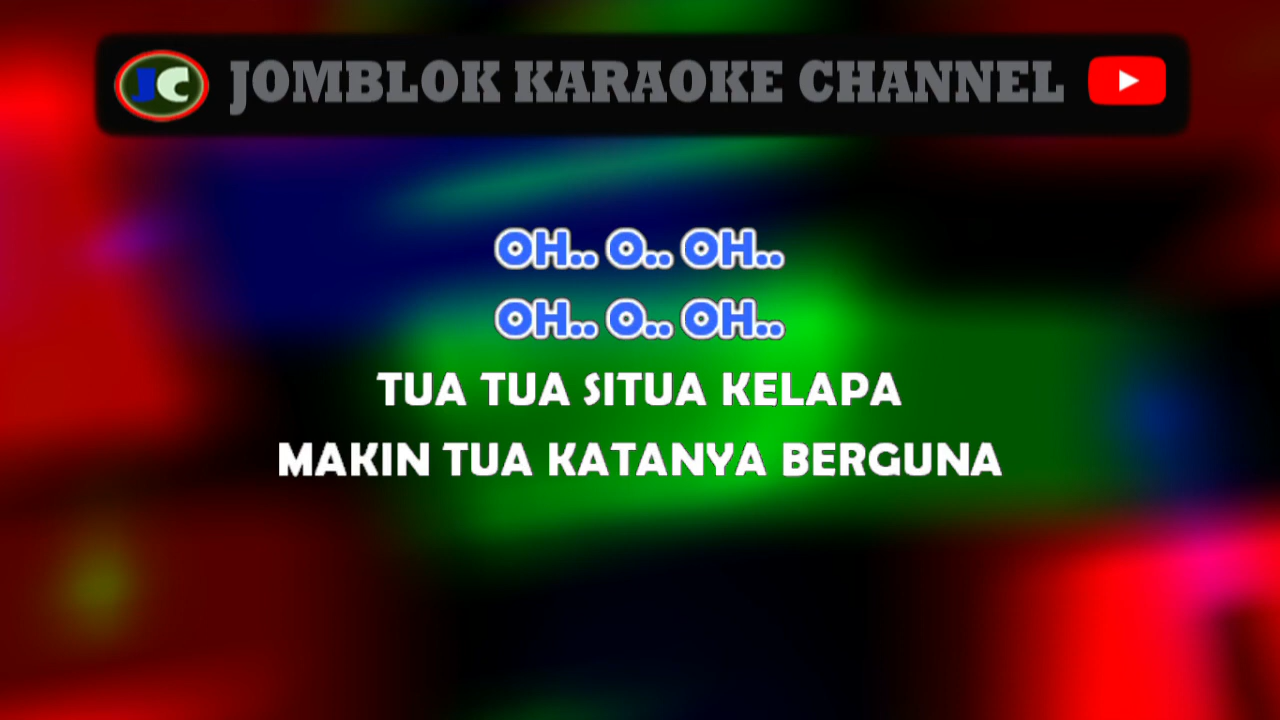 JC JOMBLOK KARAOKE CHANNEL
OH.. O.. OH..
OH.. O.. OH..
TUA TUA SITUA KELAPA
MAKIN TUA KATANYA BERGUNA